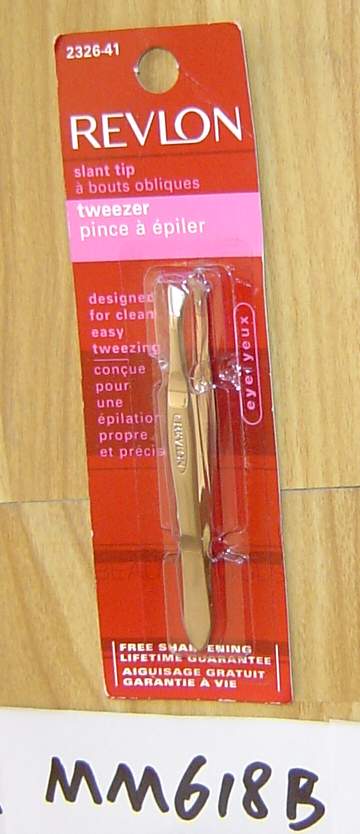 2326-41
REVLON
slant tip
à bouts obliques
tweezer
pince à épiler
designed
for clean
easy
tweezing
conçue
pour
une
épilation
propre
et précis
eye/yeux
REVLON
FREE SHARPENING
LIFETIME GUARANTEE
AIGUISAGE GRATUIT
GARANTIE À VIE
MM618B